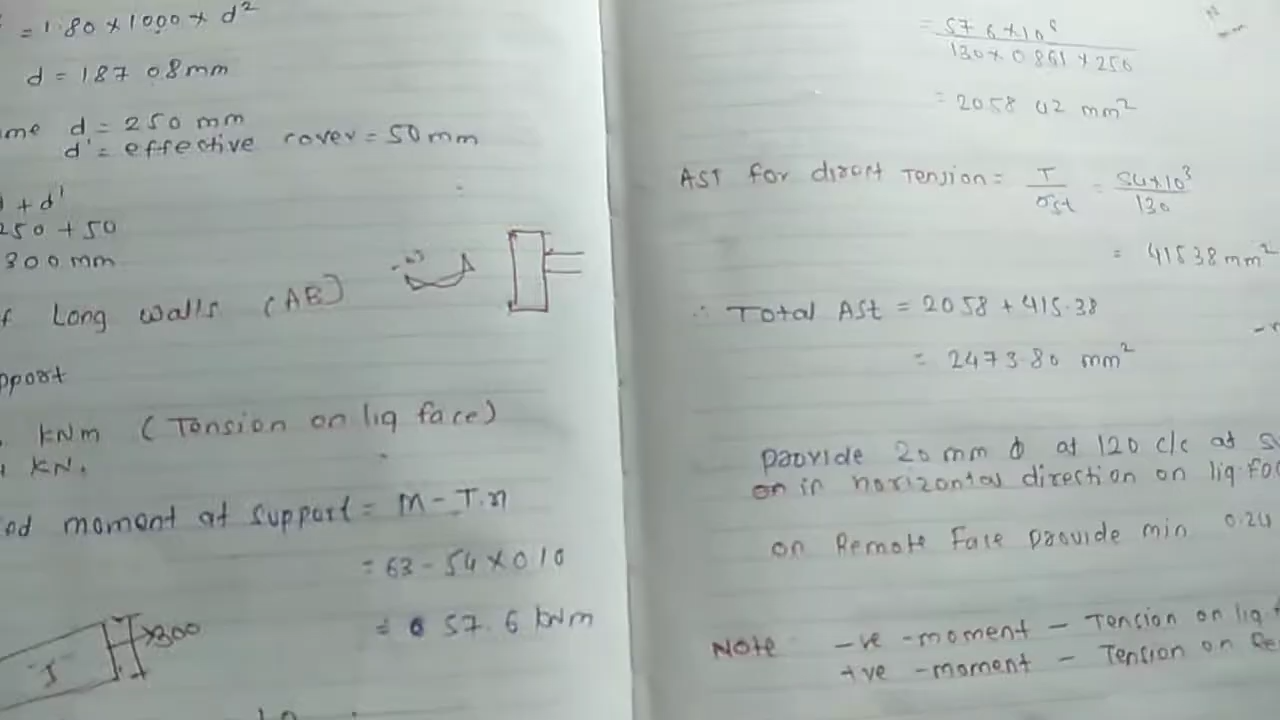 = 1.80 x 1000 x d²
d = 187 08 mm
me d = 250 mm
d' = effective cover = 50 mm
+ d'
250 + 50
300 mm
f Long walls (AB)
pport
kNm (Tension on liq face)
kN.
ed moment at support = M - T.x
= 63 - 54 x 0 10
= 57.6 kNm
300
= 57 6 x 10⁶ / 130 x 0 861 x 250
= 2058 42 mm²
AST for direct Tension = T / σst = 54x10³ / 130
= 415 38 mm²
∴ Total Ast = 2058 + 415.38
= 2473 80 mm²
provide 20 mm ϕ at 120 c/c at
on in horizontal direction on liq.
on Remote Face provide min 0.24
Note -ve -moment - Tension on liq
+ve -moment - Tension on Re